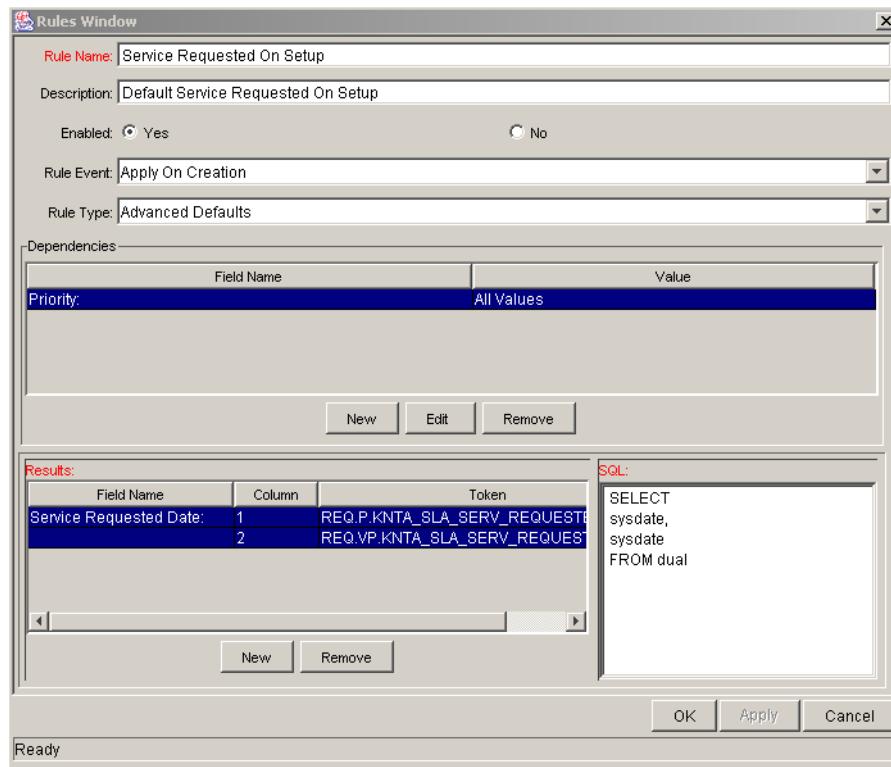 Rules Window
Rule Name: Service Requested On Setup
Description: Default Service Requested On Setup
Enabled: Yes No
Rule Event: Apply On Creation
Rule Type: Advanced Defaults
Dependencies
Field Name Value
Priority: All Values
New Edit Remove
Results:
Field Name Column Token
Service Requested Date: 1 REQ.P.KNTA_SLA_SERV_REQUESTE
2 REQ.VP.KNTA_SLA_SERV_REQUEST
New Remove
SQL:
SELECT
sysdate,
sysdate
FROM dual
OK Apply Cancel
Ready